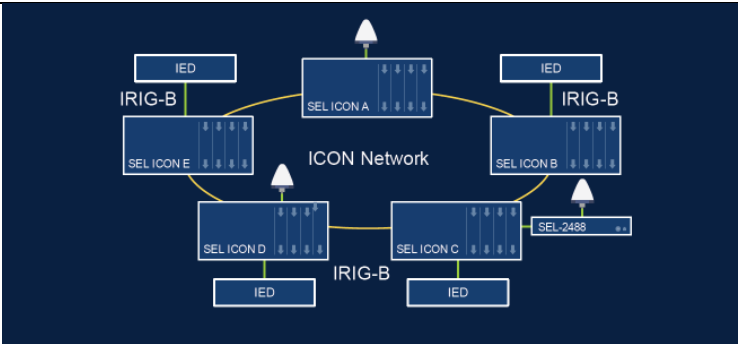 IED
IED
IRIG-B
IRIG-B
SEL ICON A
SEL ICON E
ICON Network
SEL ICON B
SEL ICON D
SEL ICON C
SEL-2488
IRIG-B
IED
IED